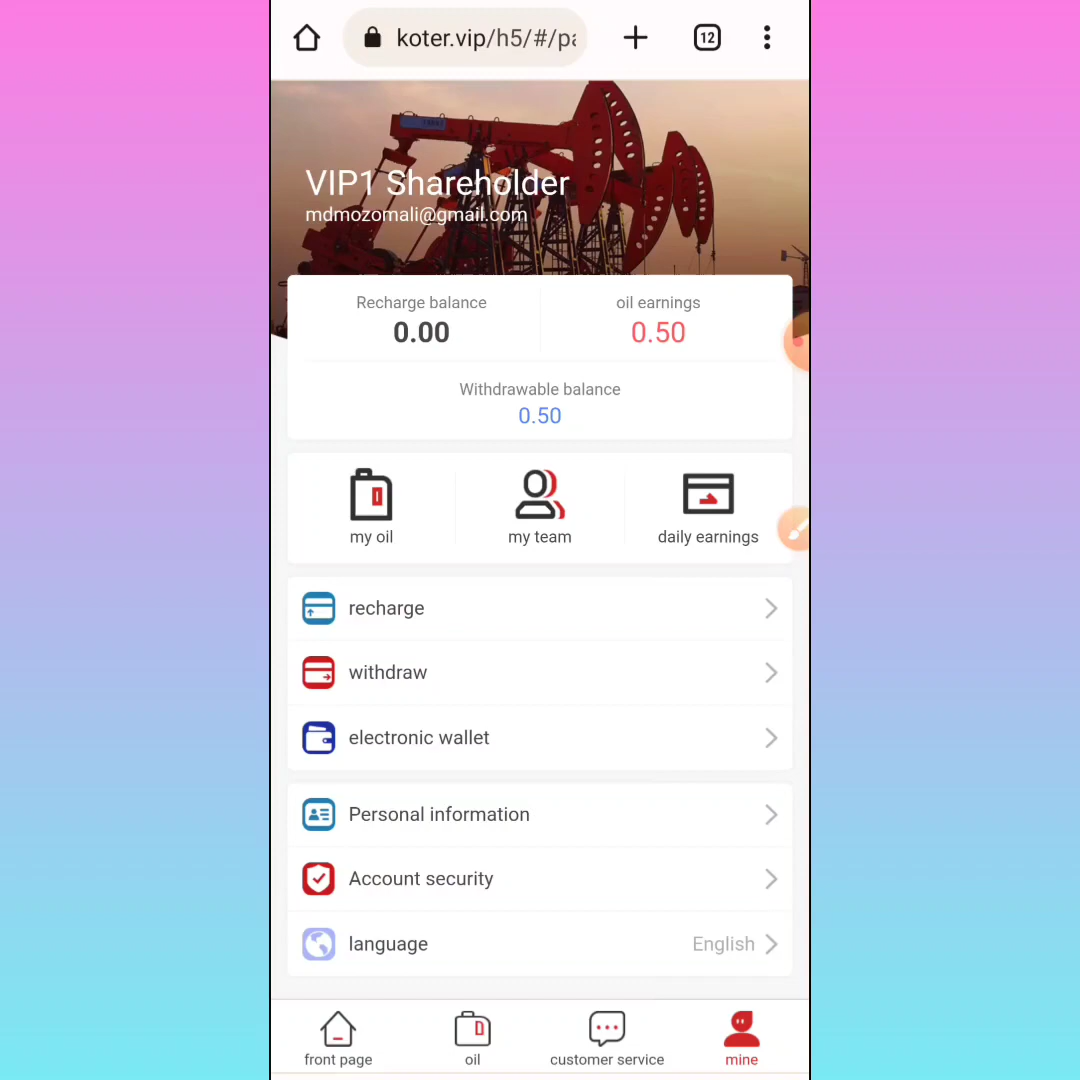 koter.vip/h5/#/pa
12
VIP1 Shareholder
mdmozomali@gmail.com
Recharge balance
oil earnings
0.00
0.50
Withdrawable balance
0.50
my oil
my team
daily earnings
recharge
withdraw
electronic wallet
Personal information
Account security
language
English
front page
oil
customer service
mine